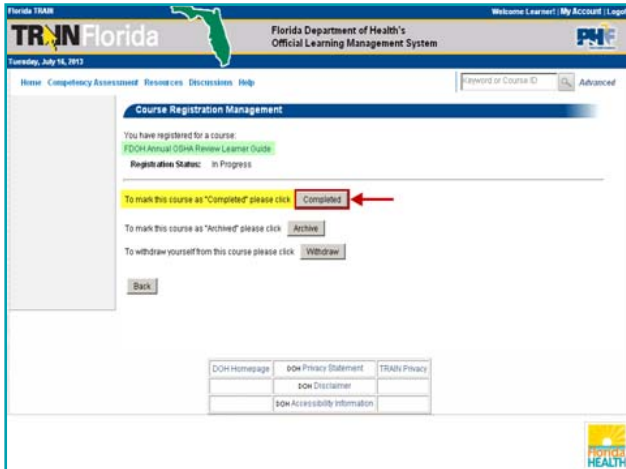 Florida TRAIN
Welcome Learner! | My Account | Logout
TRAIN Florida
Florida Department of Health's
Official Learning Management System
PHF
Tuesday, July 16, 2013
Home Competency Assessment Resources Discussions Help
Keyword or Course ID
Advanced
Course Registration Management
You have registered for a course:
FDOH Annual OSHA Review Learner Guide
Registration Status: In Progress
To mark this course as "Completed" please click Completed
To mark this course as "Archived" please click Archive
To withdraw yourself from this course please click Withdraw
Back
DOH Homepage DOH Privacy Statement TRAIN Privacy
DOH Disclaimer
DOH Accessibility Information
Florida
HEALTH